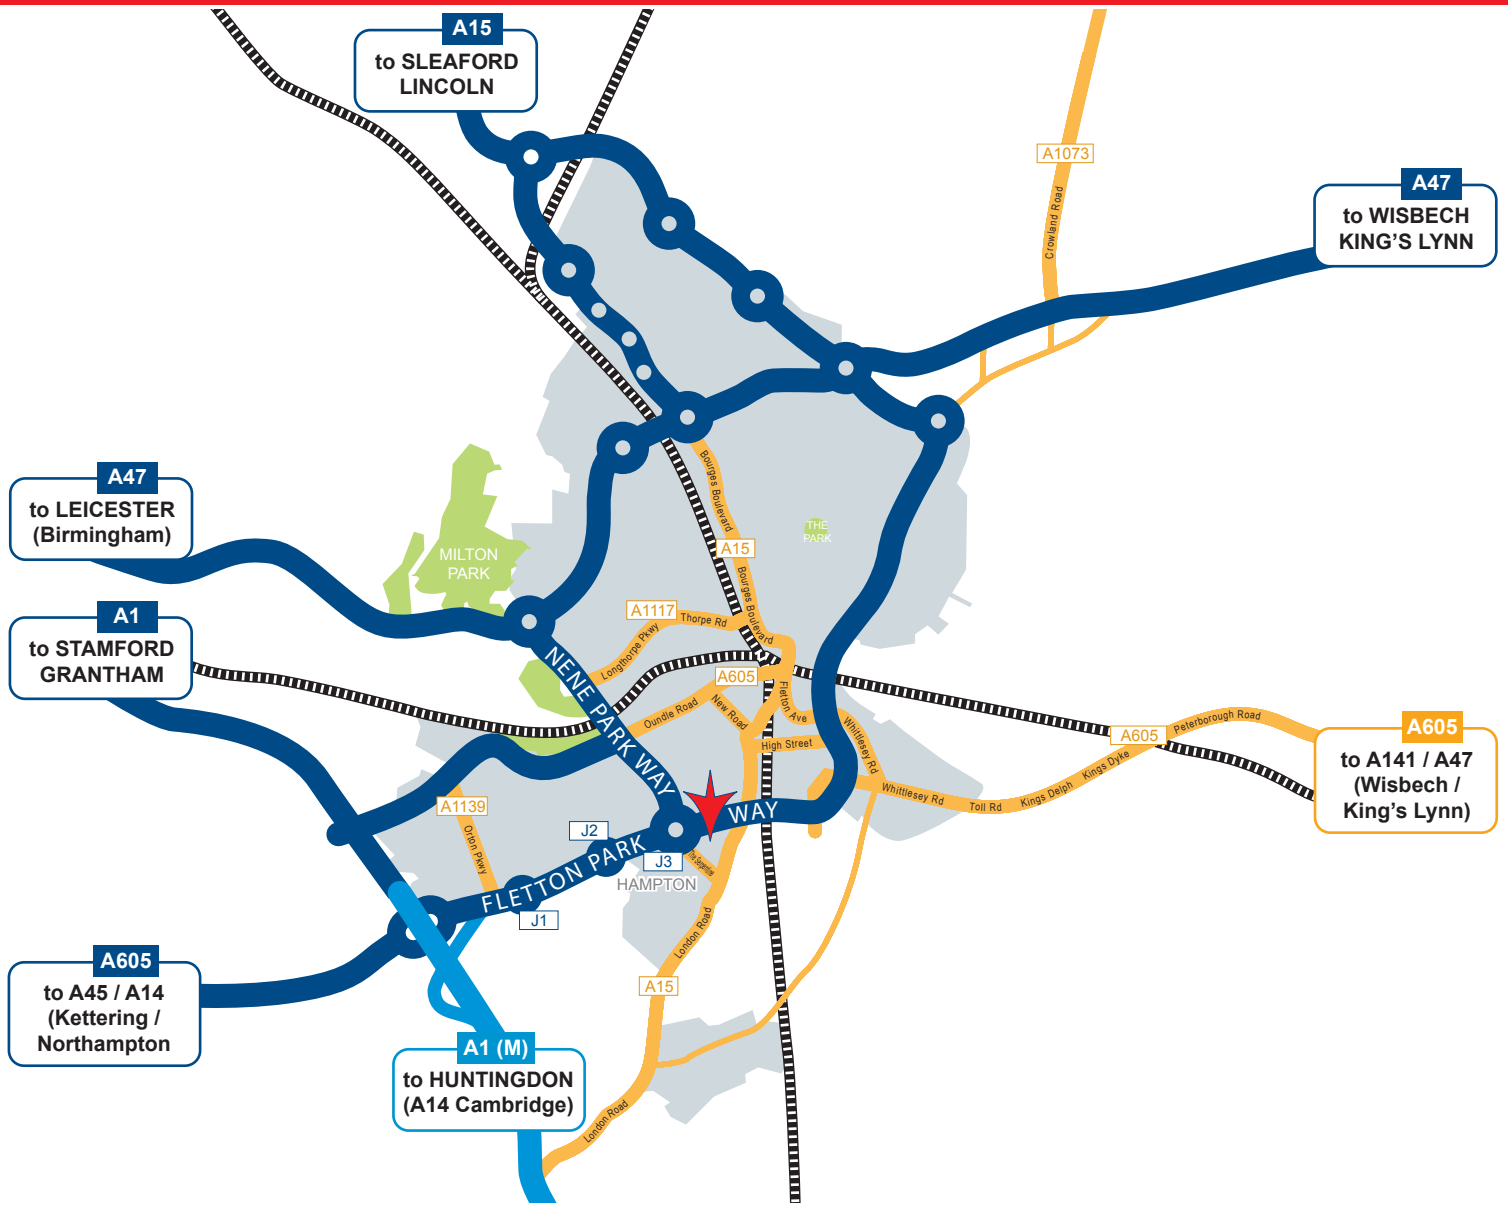 A15
to SLEAFORD
LINCOLN
A1073
Crowland Road
A47
to WISBECH
KING'S LYNN
A47
to LEICESTER
(Birmingham)
MILTON
PARK
Bourges Boulevard
THE
PARK
A15
Bourges Boulevard
A1
to STAMFORD
GRANTHAM
A1117
Thorpe Rd
Longthorpe Pkwy
NENE PARK WAY
A605
Oundle Road
New Road
Fletton Ave
High Street
Whittlesey Rd
Whittlesey Rd
Toll Rd
Kings Delph
Kings Dyke
A605
Peterborough Road
A605
to A141 / A47
(Wisbech /
King's Lynn)
A1139
Orton Pkwy
J2
FLETTON PARK WAY
J3
The Serpentine
HAMPTON
J1
London Road
A15
A605
to A45 / A14
(Kettering /
Northampton
A1 (M)
to HUNTINGDON
(A14 Cambridge)
London Road